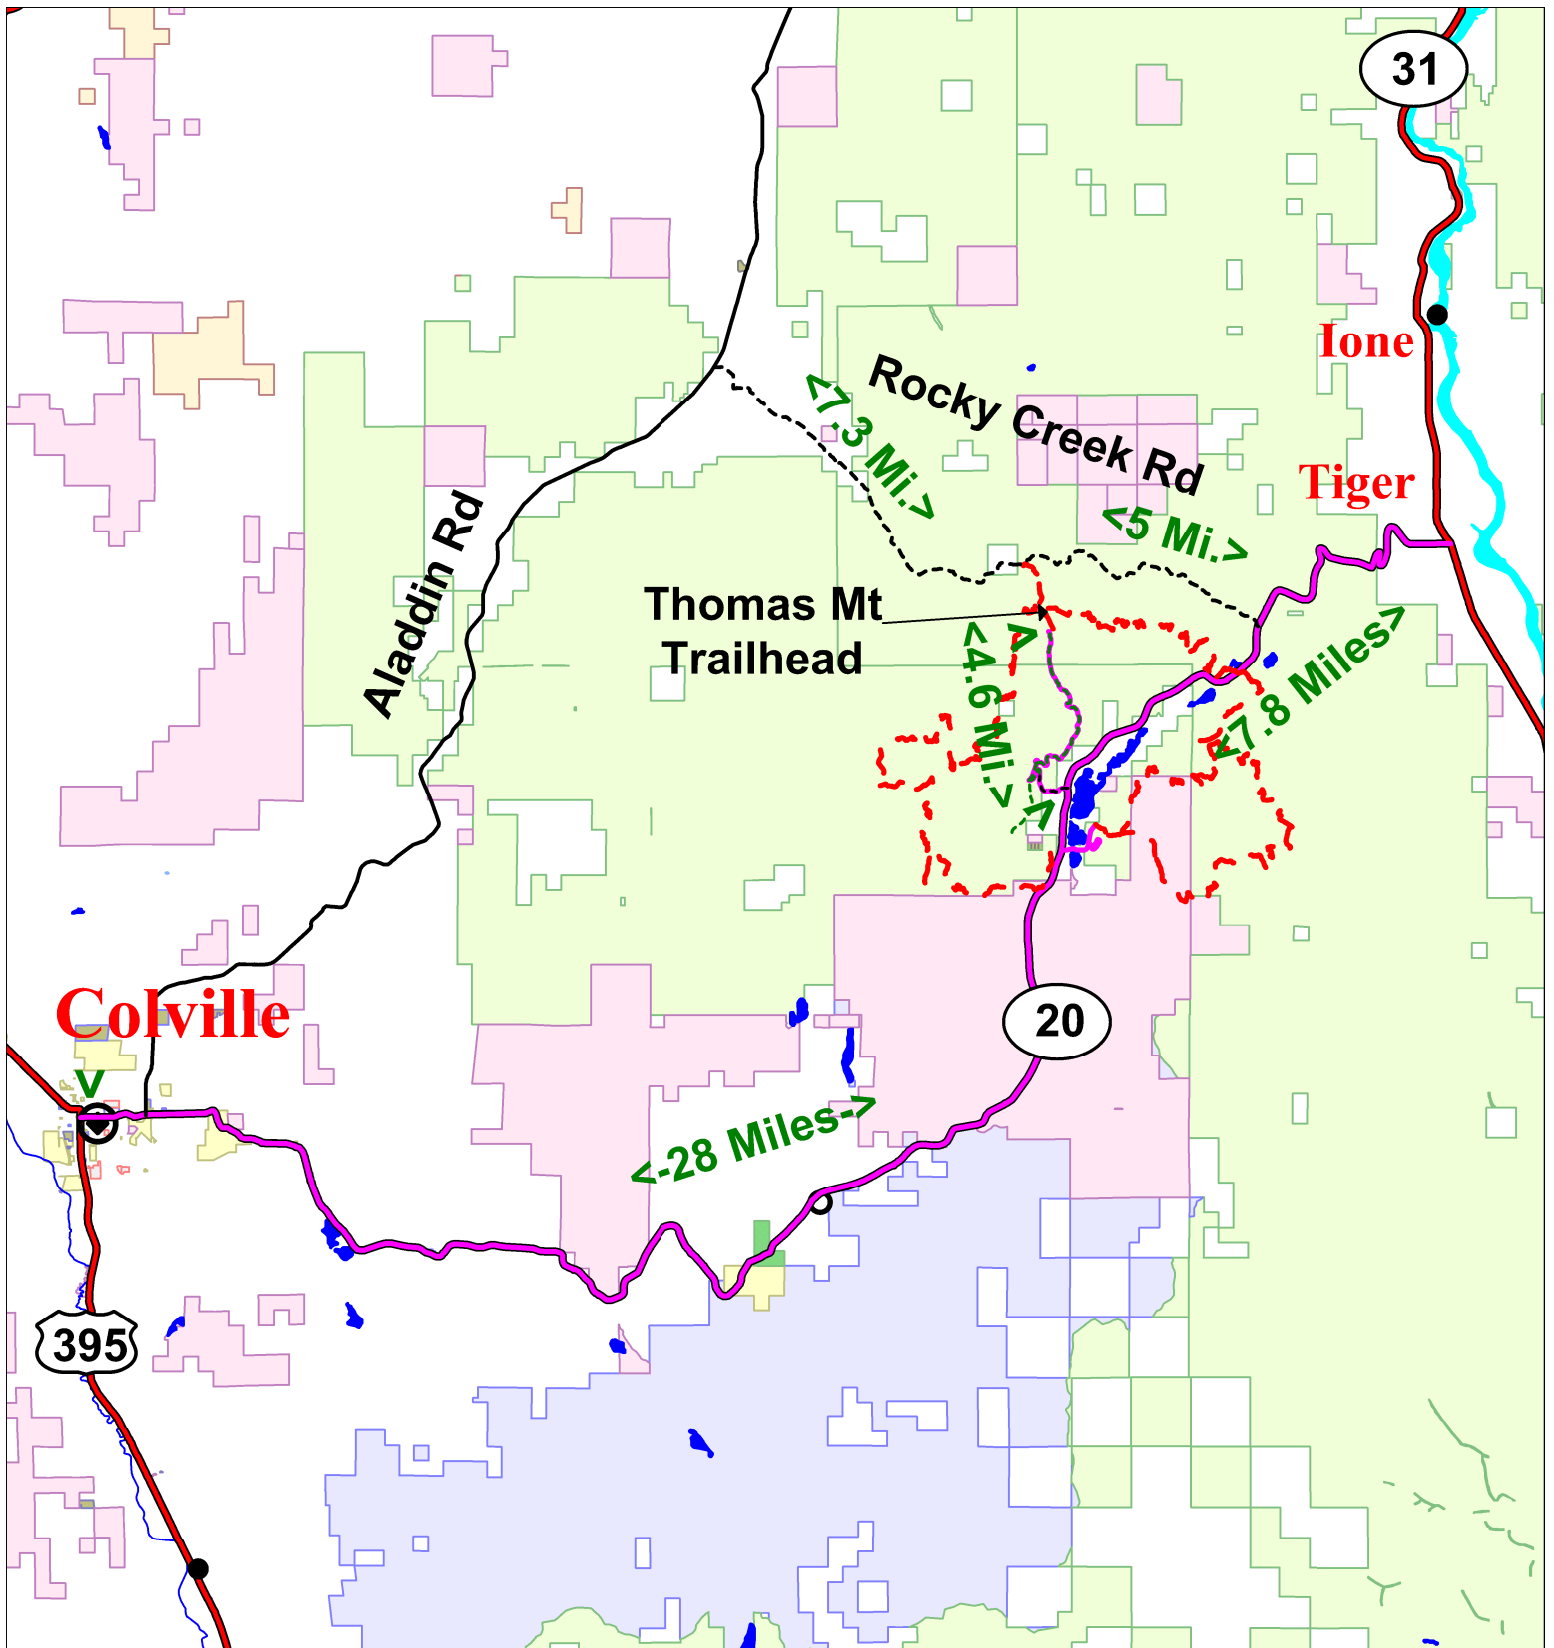 31
Ione
Rocky Creek Rd
<7.3 Mi.>
Tiger
<5 Mi.>
Aladdin Rd
Thomas Mt
Trailhead
<4.6 Mi.>
<7.8 Miles>
Colville
20
<-28 Miles->
395